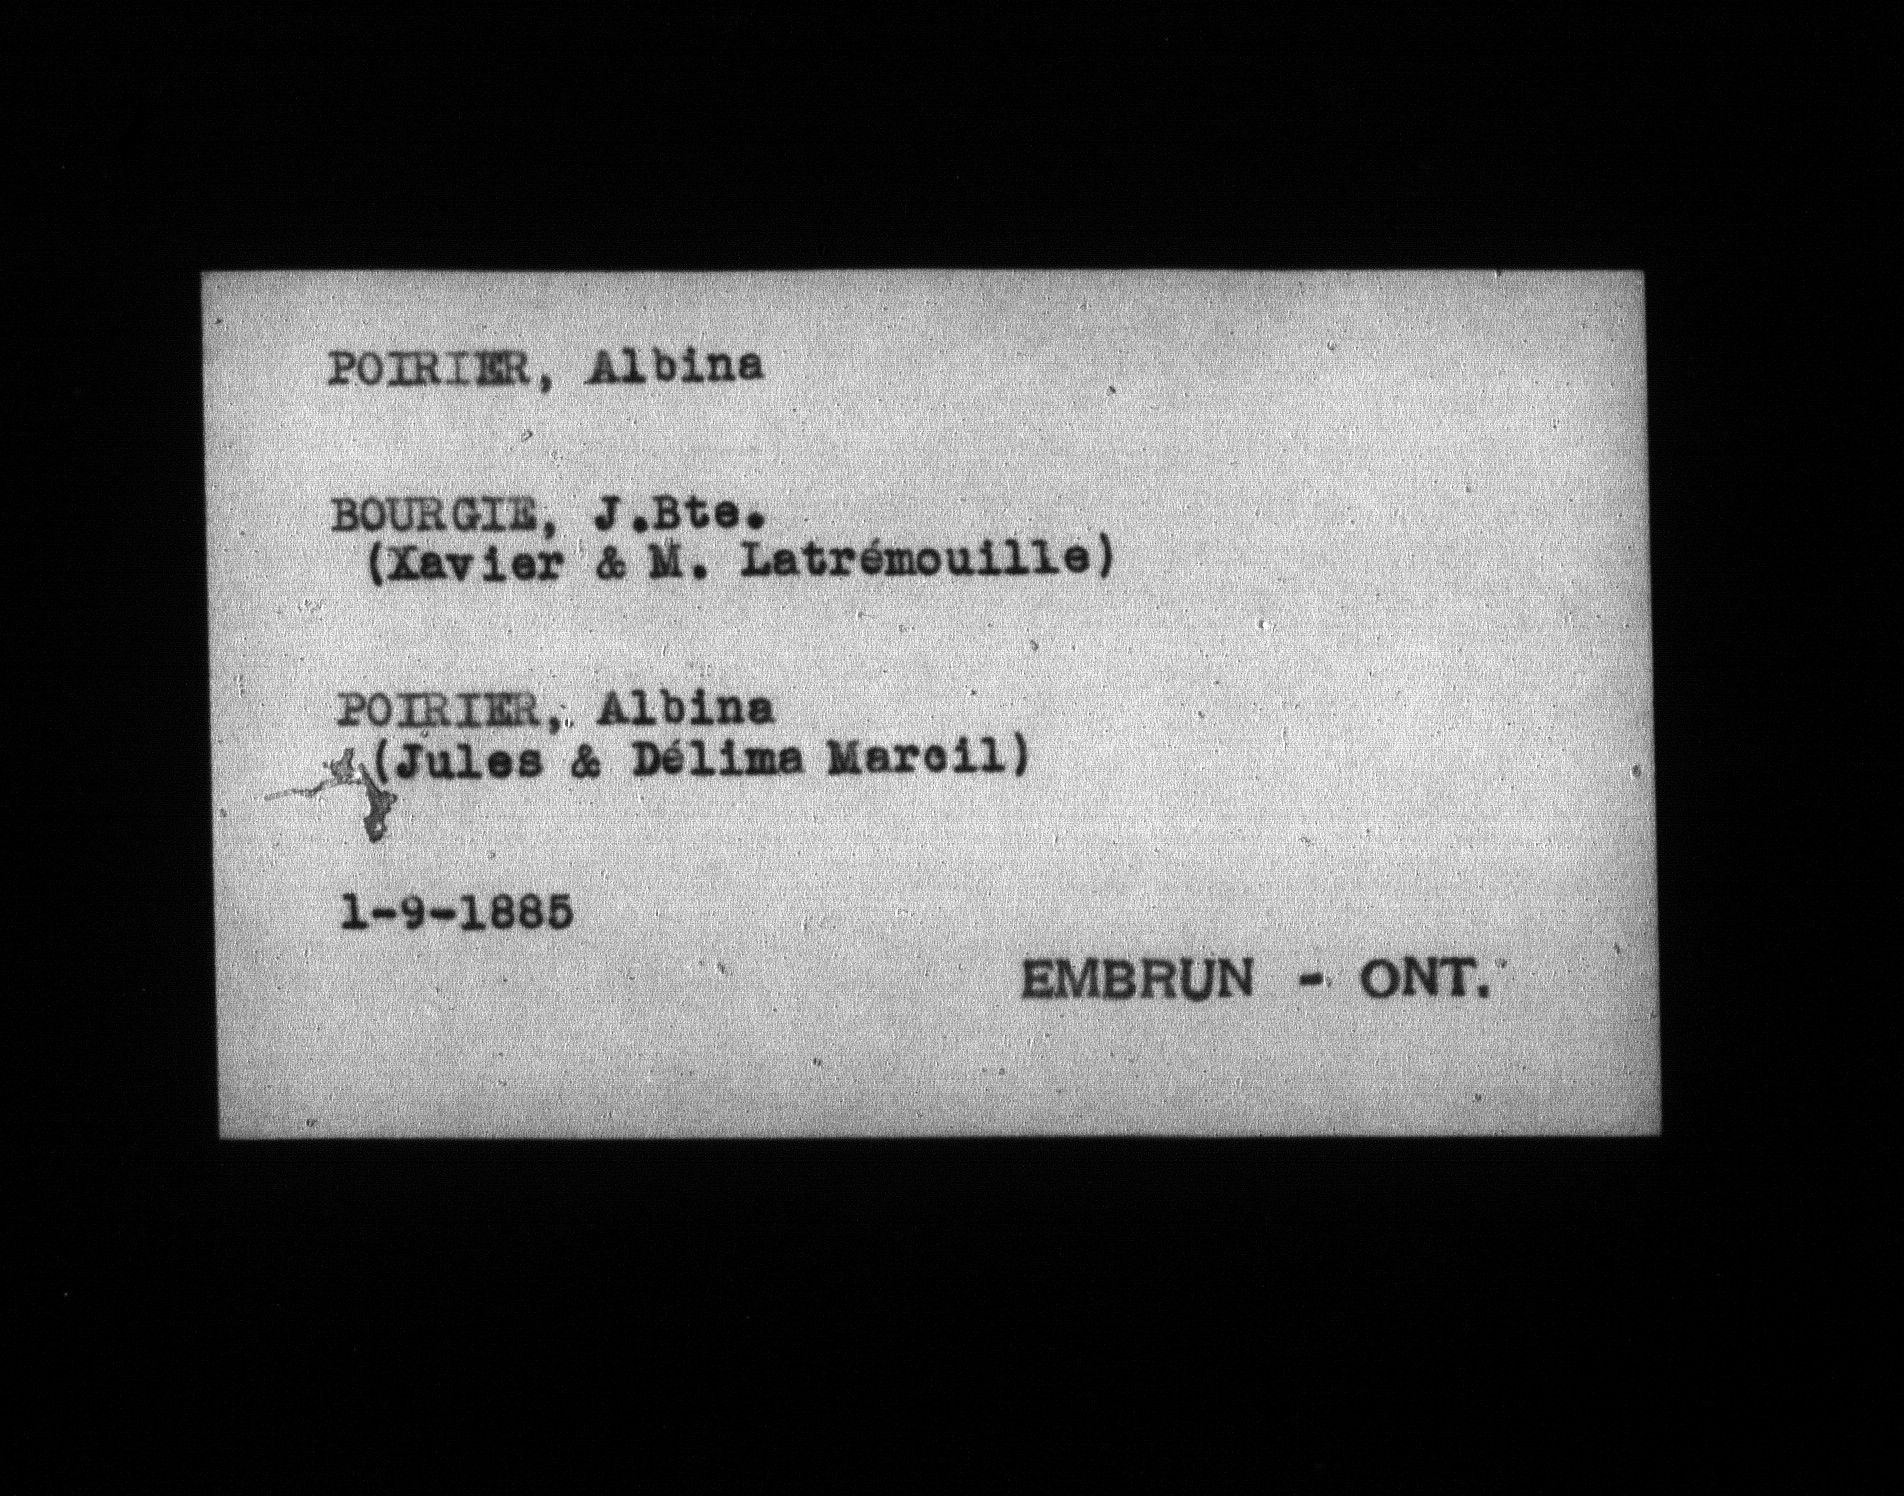 POIRIER, Albina
BOURGIE, J.Bte.
(Xavier & M. Latrémouille)
POIRIER, Albina
(Jules & Délima Marcil)
1-9-1885
EMBRUN - ONT.